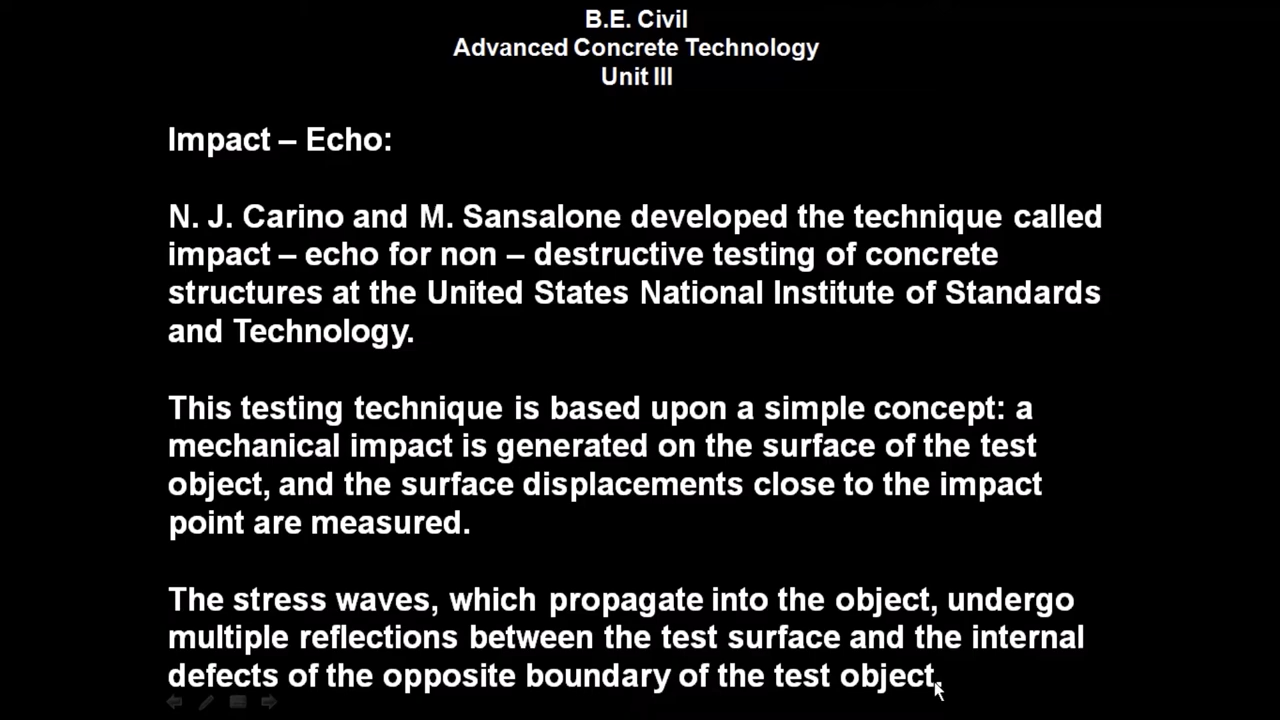 B.E. Civil
Advanced Concrete Technology
Unit III
Impact – Echo:
N. J. Carino and M. Sansalone developed the technique called
impact – echo for non – destructive testing of concrete
structures at the United States National Institute of Standards
and Technology.
This testing technique is based upon a simple concept: a
mechanical impact is generated on the surface of the test
object, and the surface displacements close to the impact
point are measured.
The stress waves, which propagate into the object, undergo
multiple reflections between the test surface and the internal
defects of the opposite boundary of the test object.